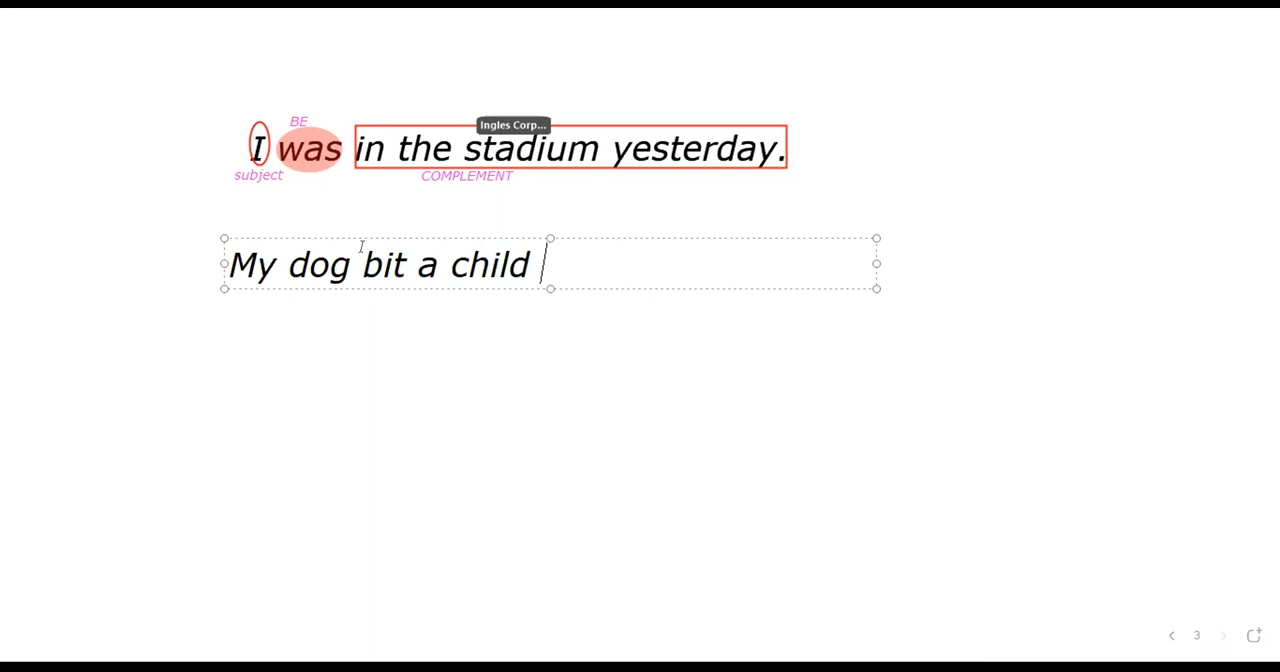 BE
Ingles Corp...
I was in the stadium yesterday.
subject COMPLEMENT
My dog bit a child
3